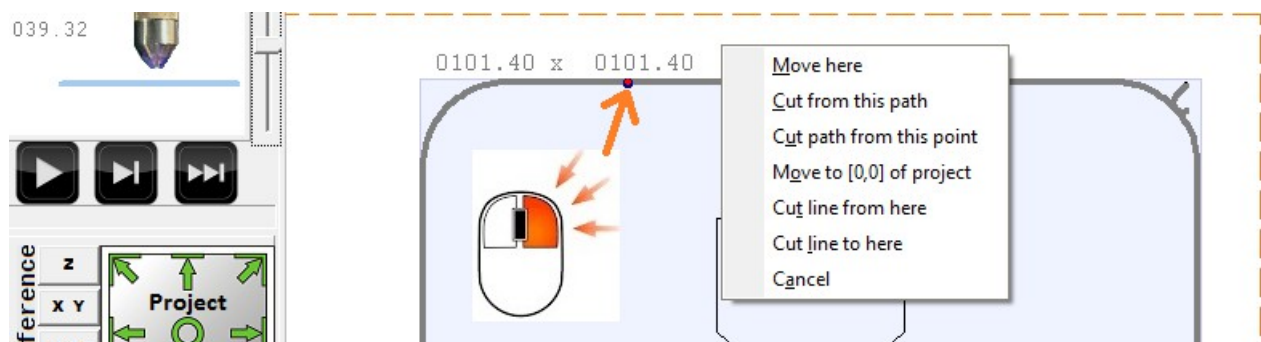 039.32
0101.40 x 0101.40
Move here
Cut from this path
Cut path from this point
Move to [0,0] of project
Cut line from here
Cut line to here
Cancel
ference
Z
X Y
Project